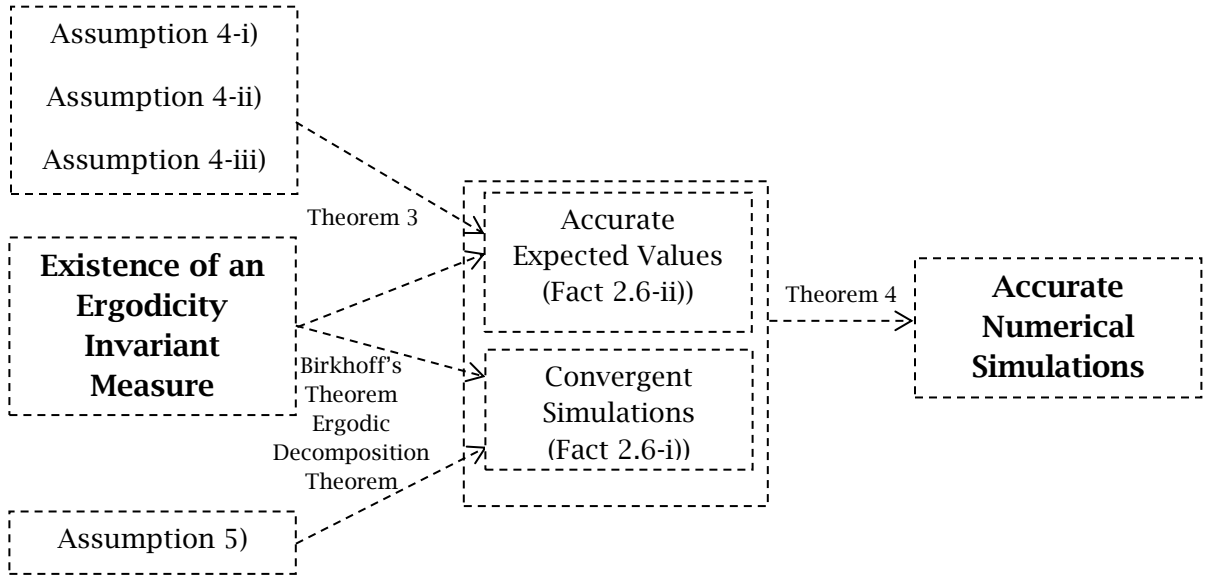 Assumption 4-i)
Assumption 4-ii)
Assumption 4-iii)
Existence of an
Ergodicity
Invariant
Measure
Assumption 5)
Theorem 3
Birkhoff's
Theorem
Ergodic
Decomposition
Theorem
Accurate
Expected Values
(Fact 2.6-ii))
Convergent
Simulations
(Fact 2.6-i))
Theorem 4
Accurate
Numerical
Simulations